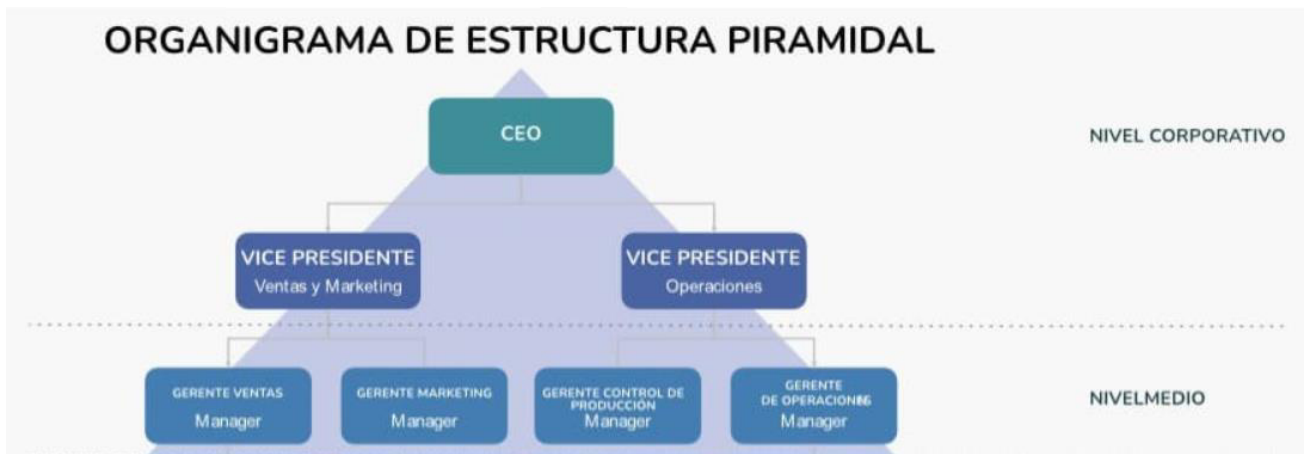 ORGANIGRAMA DE ESTRUCTURA PIRAMIDAL
CEO
NIVEL CORPORATIVO
VICE PRESIDENTE
Ventas y Marketing
VICE PRESIDENTE
Operaciones
GERENTE VENTAS
Manager
GERENTE MARKETING
Manager
GERENTE CONTROL DE
PRODUCCIÓN
Manager
GERENTE
DE
Manager
NIVELMEDIO